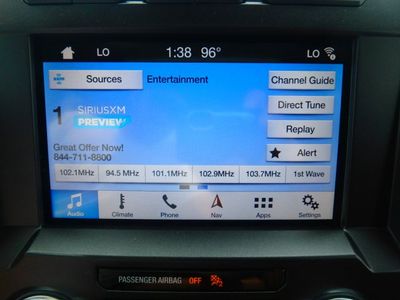 LO 1:38 96° LO
Sources Entertainment Channel Guide
1 SIRIUSXM Direct Tune
PREVIEW
Replay
Great Offer Now! Alert
844-711-8800
102.1MHz 94.5 MHz 101.1MHz 102.9MHz 103.7MHz 1st Wave
Audio Climate Phone Nav Apps Settings
PASSENGER AIRBAG OFF